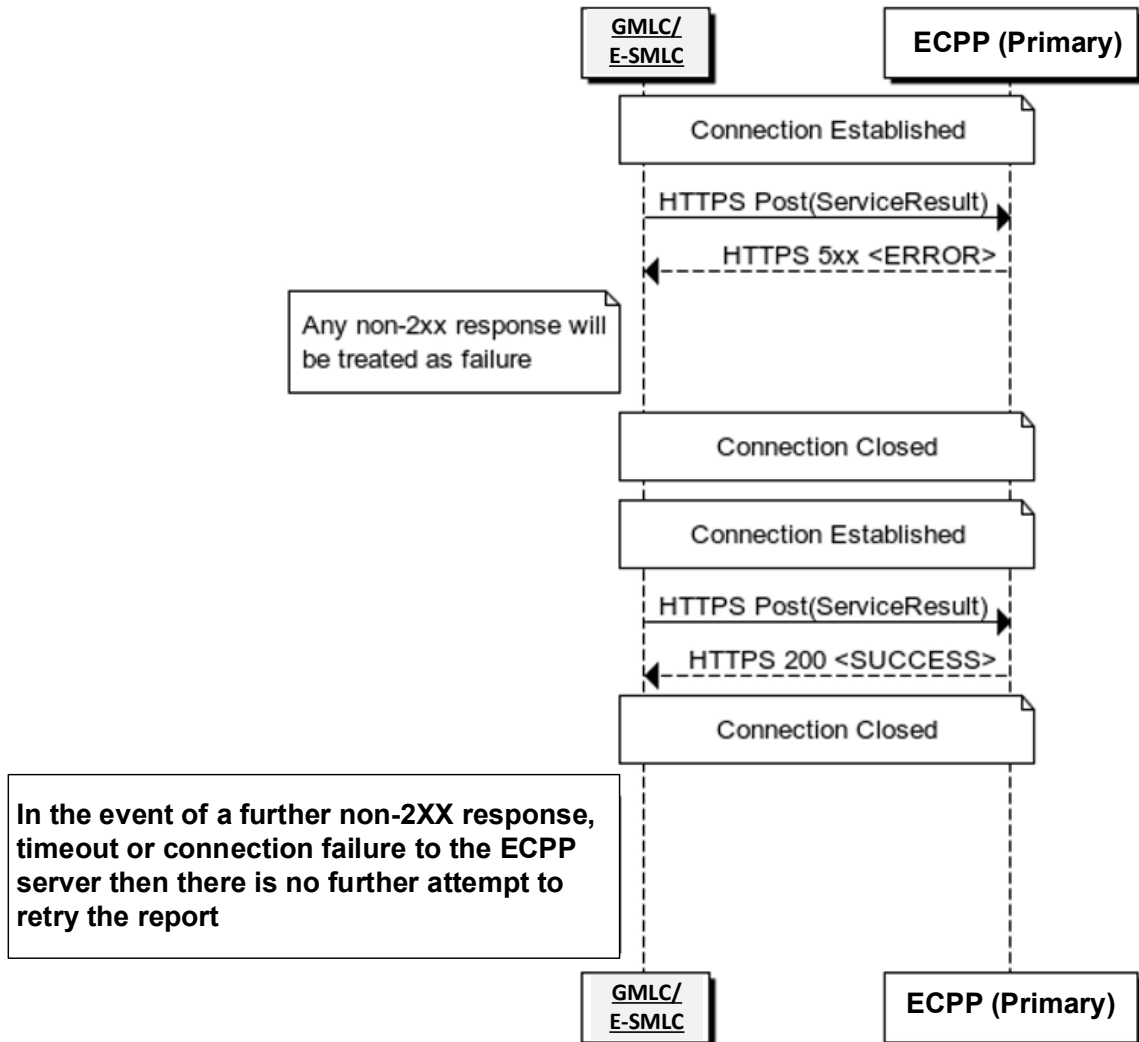 GMLC/
E-SMLC
ECPP (Primary)
Connection Established
HTTPS Post(ServiceResult)
HTTPS 5xx <ERROR>
Any non-2xx response will
be treated as failure
Connection Closed
Connection Established
HTTPS Post(ServiceResult)
HTTPS 200 <SUCCESS>
Connection Closed
In the event of a further non-2XX response,
timeout or connection failure to the ECPP
server then there is no further attempt to
retry the report
GMLC/
E-SMLC
ECPP (Primary)